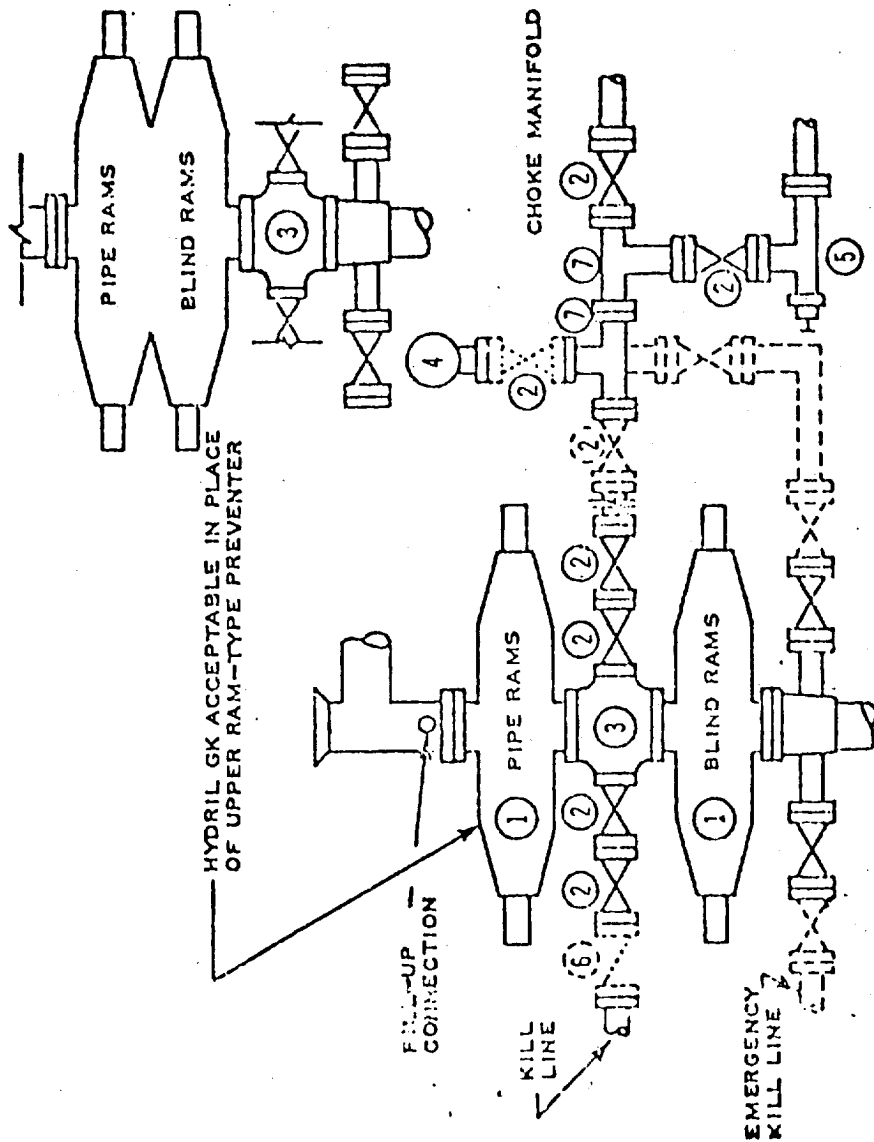 HYDRIL GK ACCEPTABLE IN PLACE
OF UPPER RAM-TYPE PREVENTER
FILL-UP
CONNECTION
KILL
LINE
EMERGENCY
KILL LINE
PIPE RAMS
BLIND RAMS
3
CHOKE MANIFOLD
4
2
7
7
2
2
5
2
6
2
2
3
2
2
1
PIPE RAMS
1
BLIND RAMS